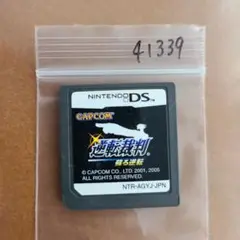 41339
NINTENDO DS
CAPCOM
逆転裁判
蘇る逆転
© CAPCOM CO., LTD. 2001, 2005
ALL RIGHTS RESERVED.
NTR-AGYJ-JPN